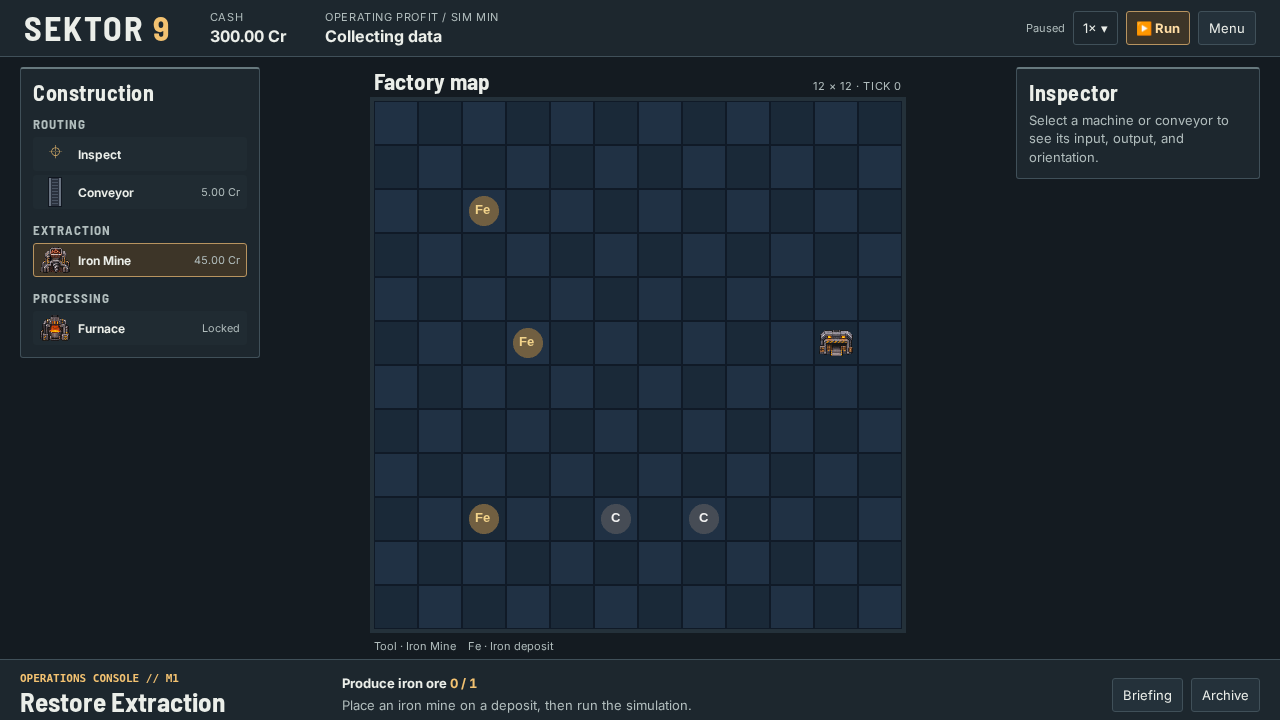 SEKTOR 9
CASH
300.00 Cr
OPERATING PROFIT / SIM MIN
Collecting data
Paused
1× ▾
▶ Run
Menu
Construction
ROUTING
Inspect
Conveyor 5.00 Cr
EXTRACTION
Iron Mine 45.00 Cr
PROCESSING
Furnace Locked
Factory map
12 × 12 · TICK 0
Fe
Fe
Fe
C
C
Tool · Iron Mine Fe · Iron deposit
Inspector
Select a machine or conveyor to
see its input, output, and
orientation.
OPERATIONS CONSOLE // M1
Restore Extraction
Produce iron ore 0 / 1
Place an iron mine on a deposit, then run the simulation.
Briefing
Archive